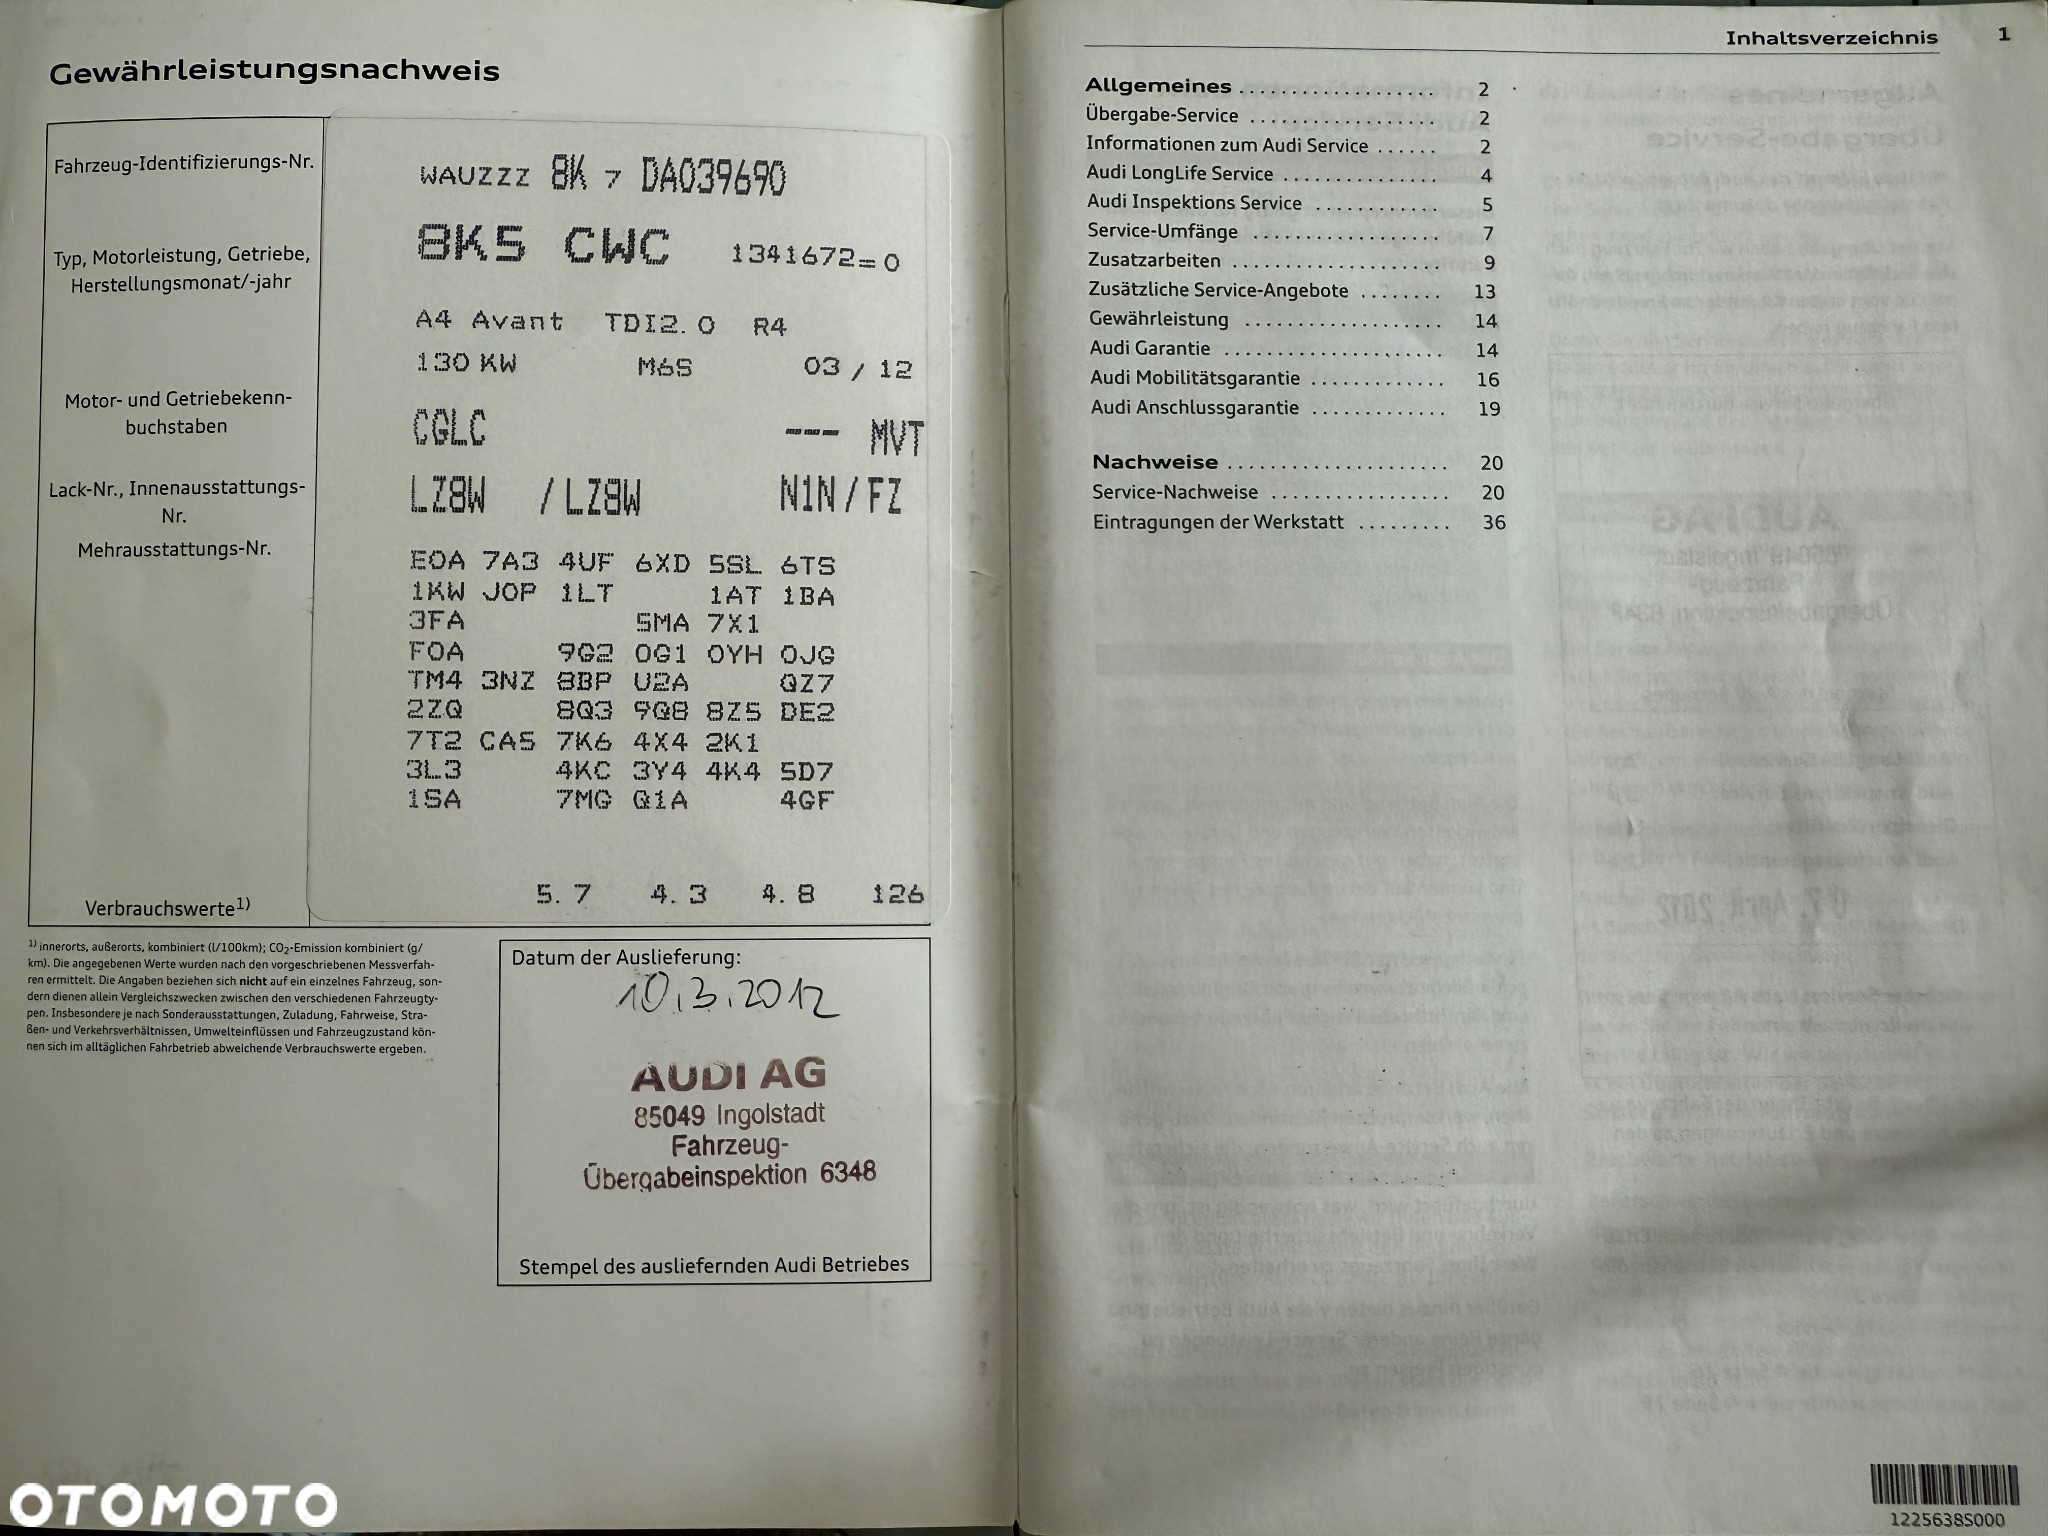 Gewährleistungsnachweis
Fahrzeug-Identifizierungs-Nr.
WAUZZZ 8K 7 DA039690
Typ, Motorleistung, Getriebe,
Herstellungsmonat/-jahr
8K5 CWC 1341672=0
A4 Avant TDI2.0 R4
130 KW M6S 03 / 12
Motor- und Getriebekenn-
buchstaben
CGLC --- MVT
Lack-Nr., Innenausstattungs-
Nr.
LZ8W /LZ8W N1N/FZ
Mehrausstattungs-Nr.
E0A 7A3 4UF 6XD 5SL 6TS
1KW J0P 1LT 1AT 1BA
3FA 5MA 7X1
F0A 9G2 0G1 0YH 0JG
TM4 3NZ 8BP U2A QZ7
2ZQ 8Q3 9Q8 8Z5 DE2
7T2 CA5 7K6 4X4 2K1
3L3 4KC 3Y4 4K4 5D7
1SA 7MG Q1A 4GF
Verbrauchswerte1)
5.7 4.3 4.8 126
1) innerorts, außerorts, kombiniert (l/100km); CO2-Emission kombiniert (g/
km). Die angegebenen Werte wurden nach den vorgeschriebenen Messverfah-
ren ermittelt. Die Angaben beziehen sich nicht auf ein einzelnes Fahrzeug, son-
dern dienen allein Vergleichszwecken zwischen den verschiedenen Fahrzeugty-
pen. Insbesondere je nach Sonderausstattungen, Zuladung, Fahrweise, Stra-
ßen- und Verkehrsverhältnissen, Umwelteinflüssen und Fahrzeugzustand kön-
nen sich im alltäglichen Fahrbetrieb abweichende Verbrauchswerte ergeben.
Datum der Auslieferung:
10.3.2012
AUDI AG
85049 Ingolstadt
Fahrzeug-
Übergabeinspektion 6348
Stempel des ausliefernden Audi Betriebes
OTOMOTO
Inhaltsverzeichnis 1
Allgemeines .................... 2
Übergabe-Service .................. 2
Informationen zum Audi Service ...... 2
Audi LongLife Service ............... 4
Audi Inspektions Service ............ 5
Service-Umfänge .................. 7
Zusatzarbeiten .................... 9
Zusätzliche Service-Angebote ........ 13
Gewährleistung ................... 14
Audi Garantie ..................... 14
Audi Mobilitätsgarantie ............. 16
Audi Anschlussgarantie ............. 19
Nachweise ...................... 20
Service-Nachweise ................. 20
Eintragungen der Werkstatt ......... 36
1225638S000